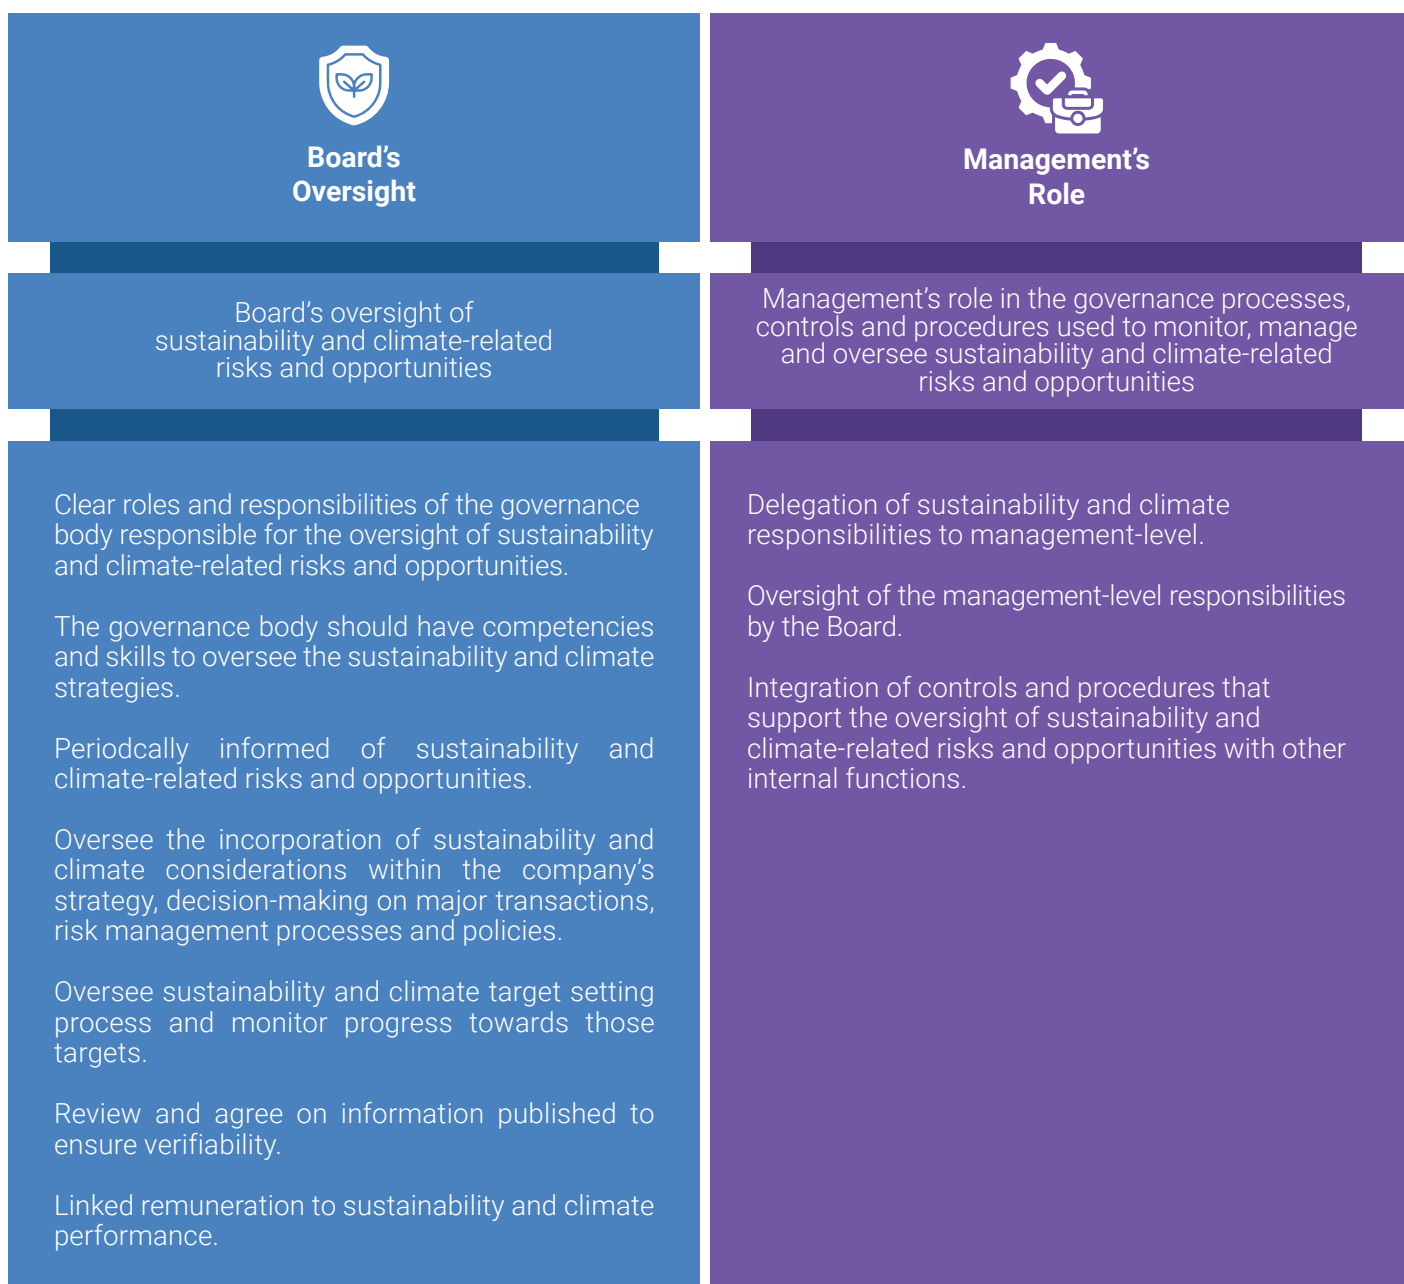 Board's
Oversight
Board's oversight of
sustainability and climate-related
risks and opportunities
Clear roles and responsibilities of the governance
body responsible for the oversight of sustainability
and climate-related risks and opportunities.
The governance body should have competencies
and skills to oversee the sustainability and climate
strategies.
Periodcally informed of sustainability and
climate-related risks and opportunities.
Oversee the incorporation of sustainability and
climate considerations within the company's
strategy, decision-making on major transactions,
risk management processes and policies.
Oversee sustainability and climate target setting
process and monitor progress towards those
targets.
Review and agree on information published to
ensure verifiability.
Linked remuneration to sustainability and climate
performance.
Management's
Role
Management's role in the governance processes,
controls and procedures used to monitor, manage
and oversee sustainability and climate-related
risks and opportunities
Delegation of sustainability and climate
responsibilities to management-level.
Oversight of the management-level responsibilities
by the Board.
Integration of controls and procedures that
support the oversight of sustainability and
climate-related risks and opportunities with other
internal functions.